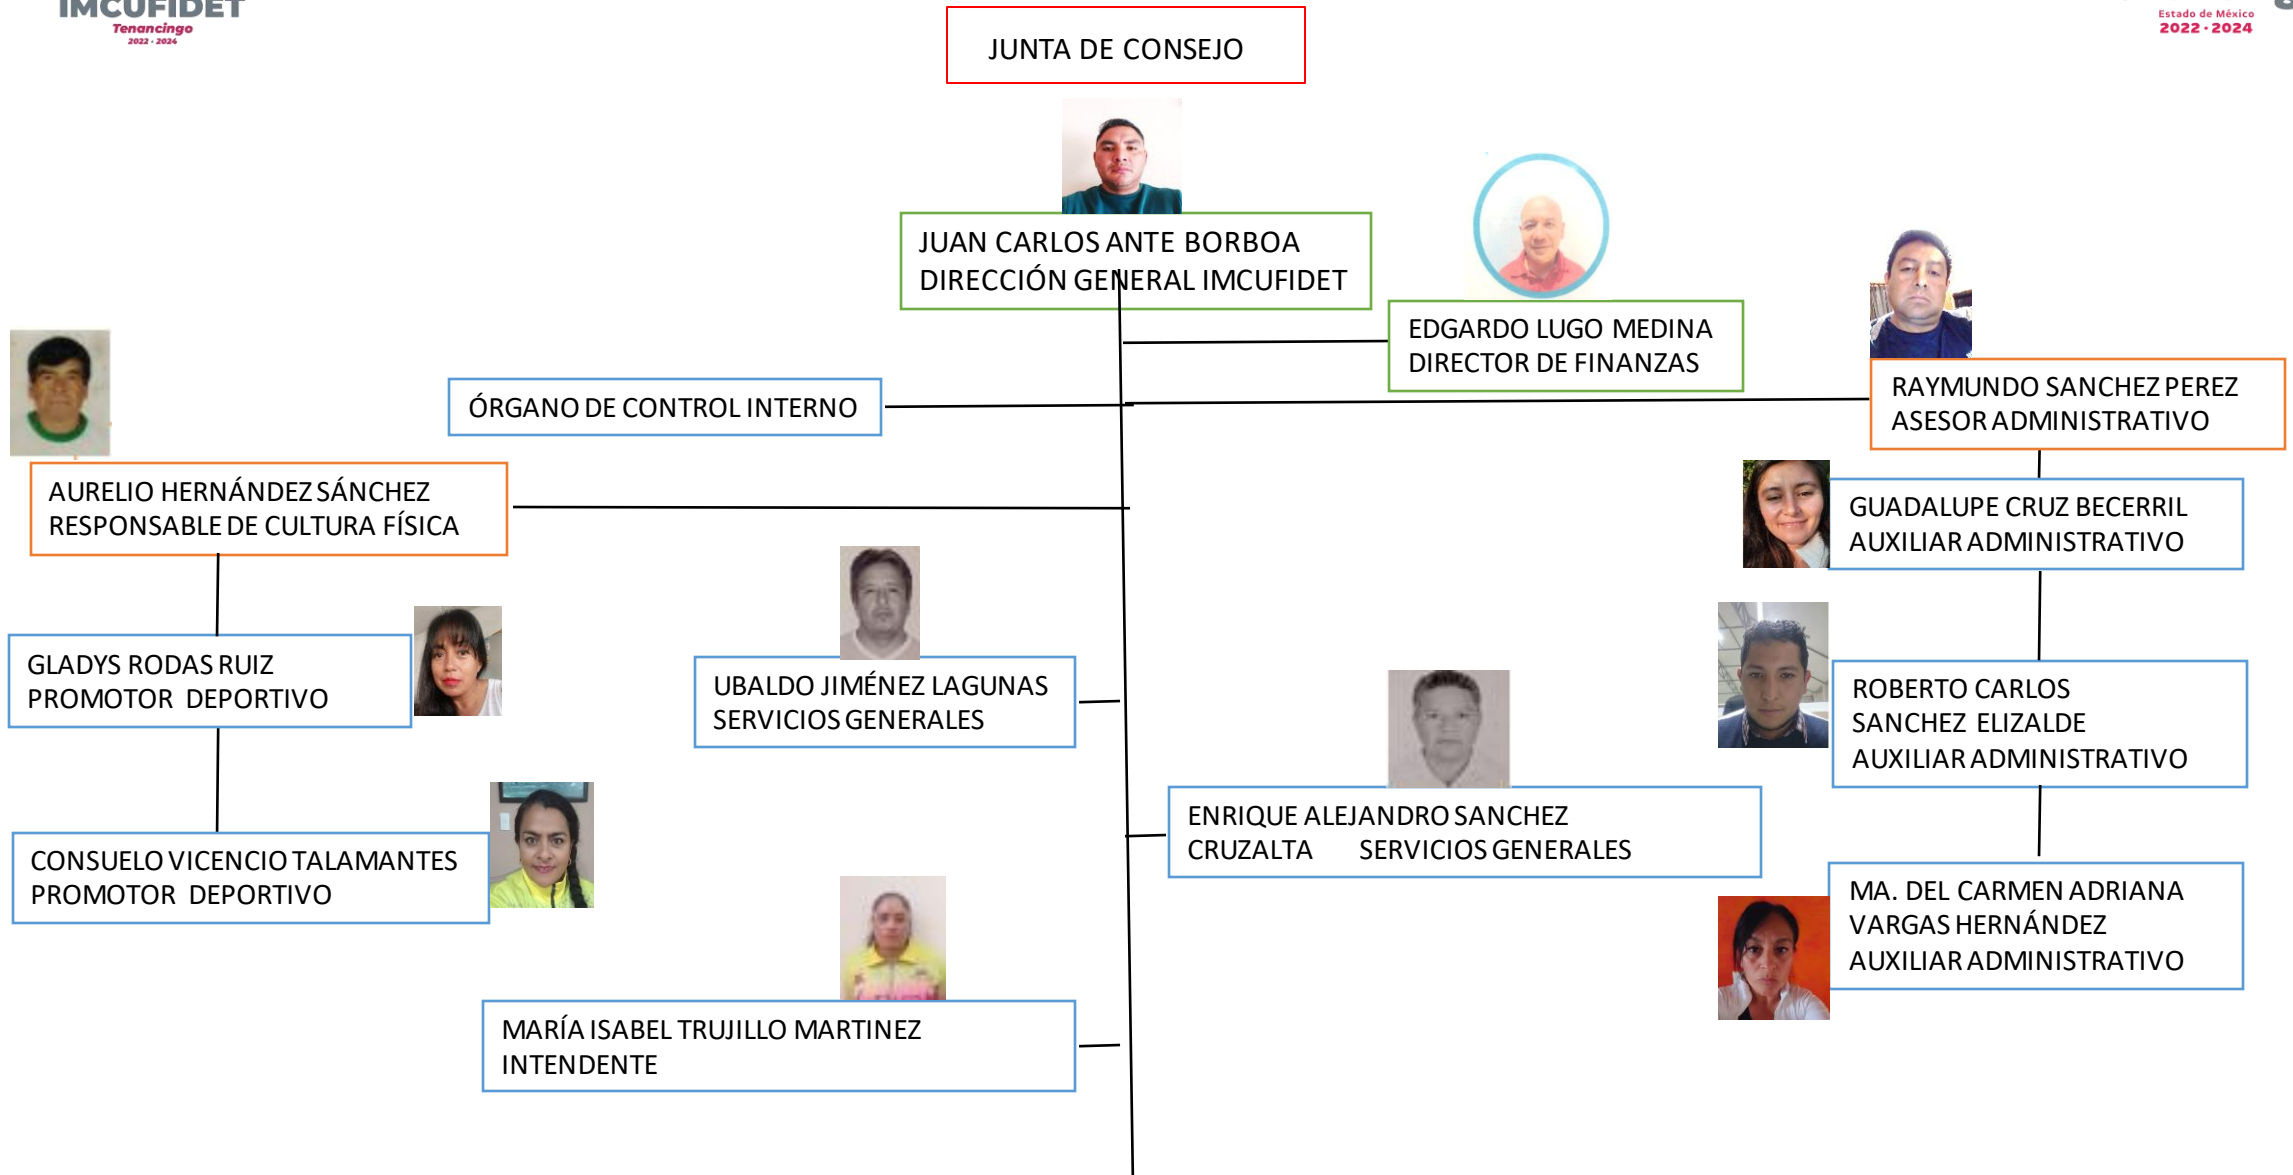 IMCUFIDET
Tenancingo
2022 - 2024
Estado de México
2022 - 2024
JUNTA DE CONSEJO
JUAN CARLOS ANTE BORBOA
DIRECCIÓN GENERAL IMCUFIDET
EDGARDO LUGO MEDINA
DIRECTOR DE FINANZAS
ÓRGANO DE CONTROL INTERNO
RAYMUNDO SANCHEZ PEREZ
ASESOR ADMINISTRATIVO
AURELIO HERNÁNDEZ SÁNCHEZ
RESPONSABLE DE CULTURA FÍSICA
GUADALUPE CRUZ BECERRIL
AUXILIAR ADMINISTRATIVO
GLADYS RODAS RUIZ
PROMOTOR DEPORTIVO
UBALDO JIMÉNEZ LAGUNAS
SERVICIOS GENERALES
ROBERTO CARLOS
SANCHEZ ELIZALDE
AUXILIAR ADMINISTRATIVO
ENRIQUE ALEJANDRO SANCHEZ
CRUZALTA SERVICIOS GENERALES
CONSUELO VICENCIO TALAMANTES
PROMOTOR DEPORTIVO
MA. DEL CARMEN ADRIANA
VARGAS HERNÁNDEZ
AUXILIAR ADMINISTRATIVO
MARÍA ISABEL TRUJILLO MARTINEZ
INTENDENTE